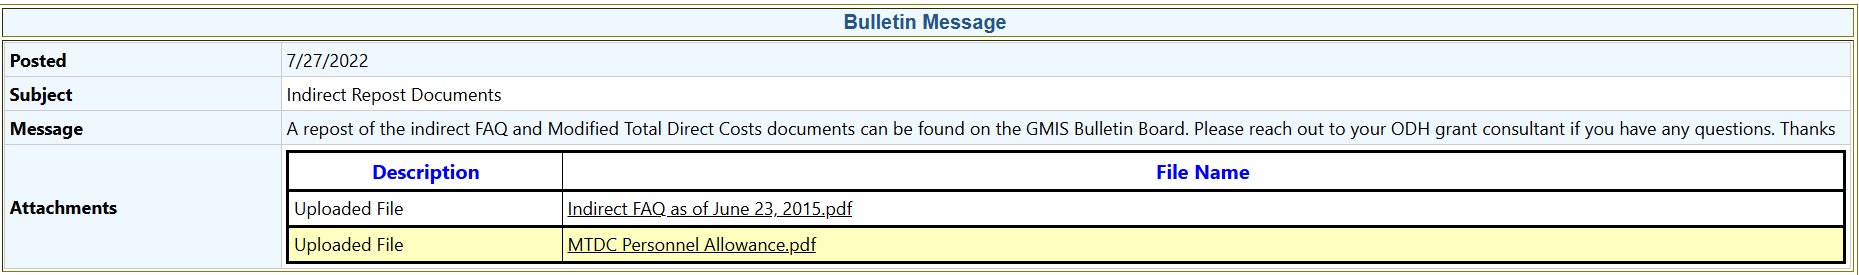 Bulletin Message
Posted 7/27/2022
Subject Indirect Repost Documents
Message A repost of the indirect FAQ and Modified Total Direct Costs documents can be found on the GMIS Bulletin Board. Please reach out to your ODH grant consultant if you have any questions. Thanks
Attachments
Description File Name
Uploaded File Indirect FAQ as of June 23, 2015.pdf
Uploaded File MTDC Personnel Allowance.pdf